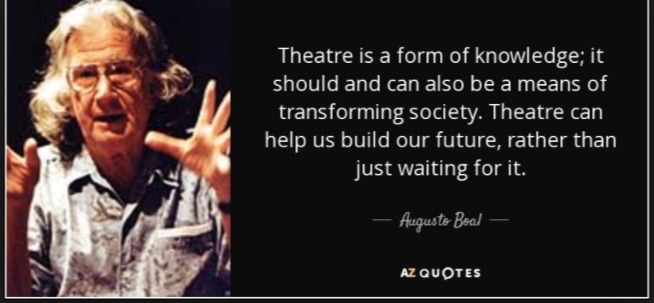 Theatre is a form of knowledge; it
should and can also be a means of
transforming society. Theatre can
help us build our future, rather than
just waiting for it.
Augusto Boal
AZ QUOTES